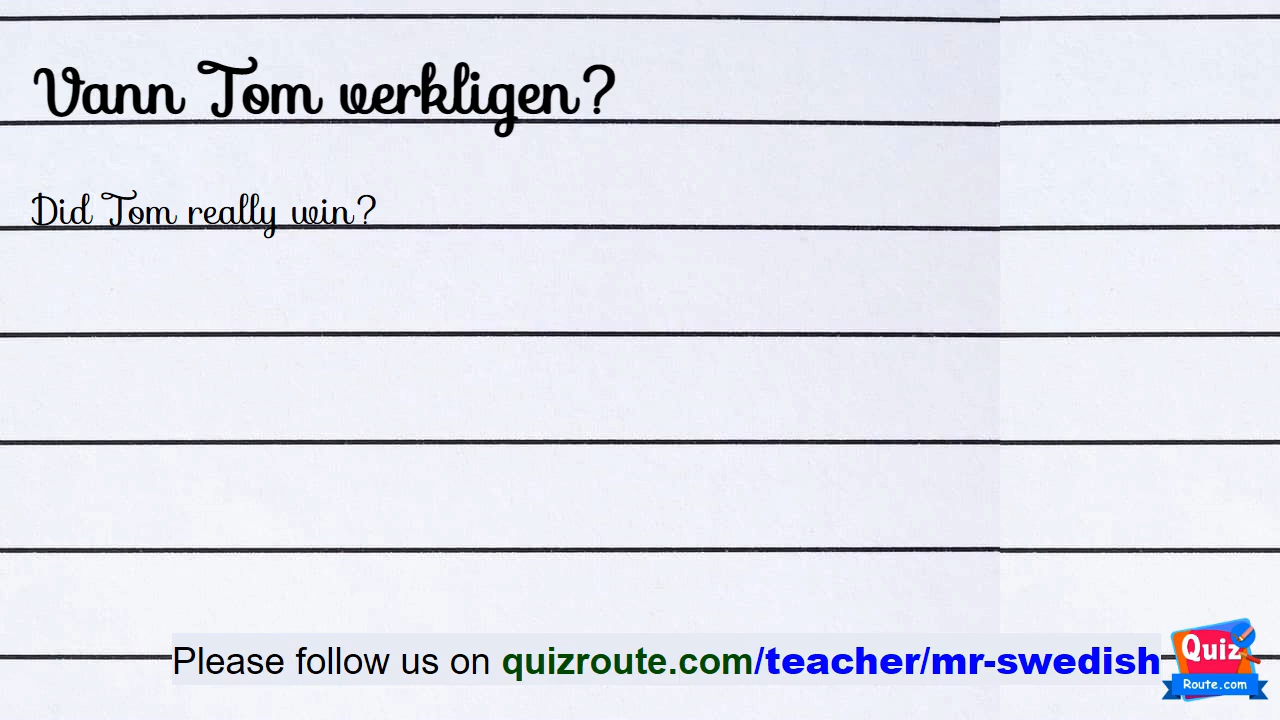 Vann Tom verkligen?
Did Tom really win?
Please follow us on quizroute.com/teacher/mr-swedish
Quiz
Route.com